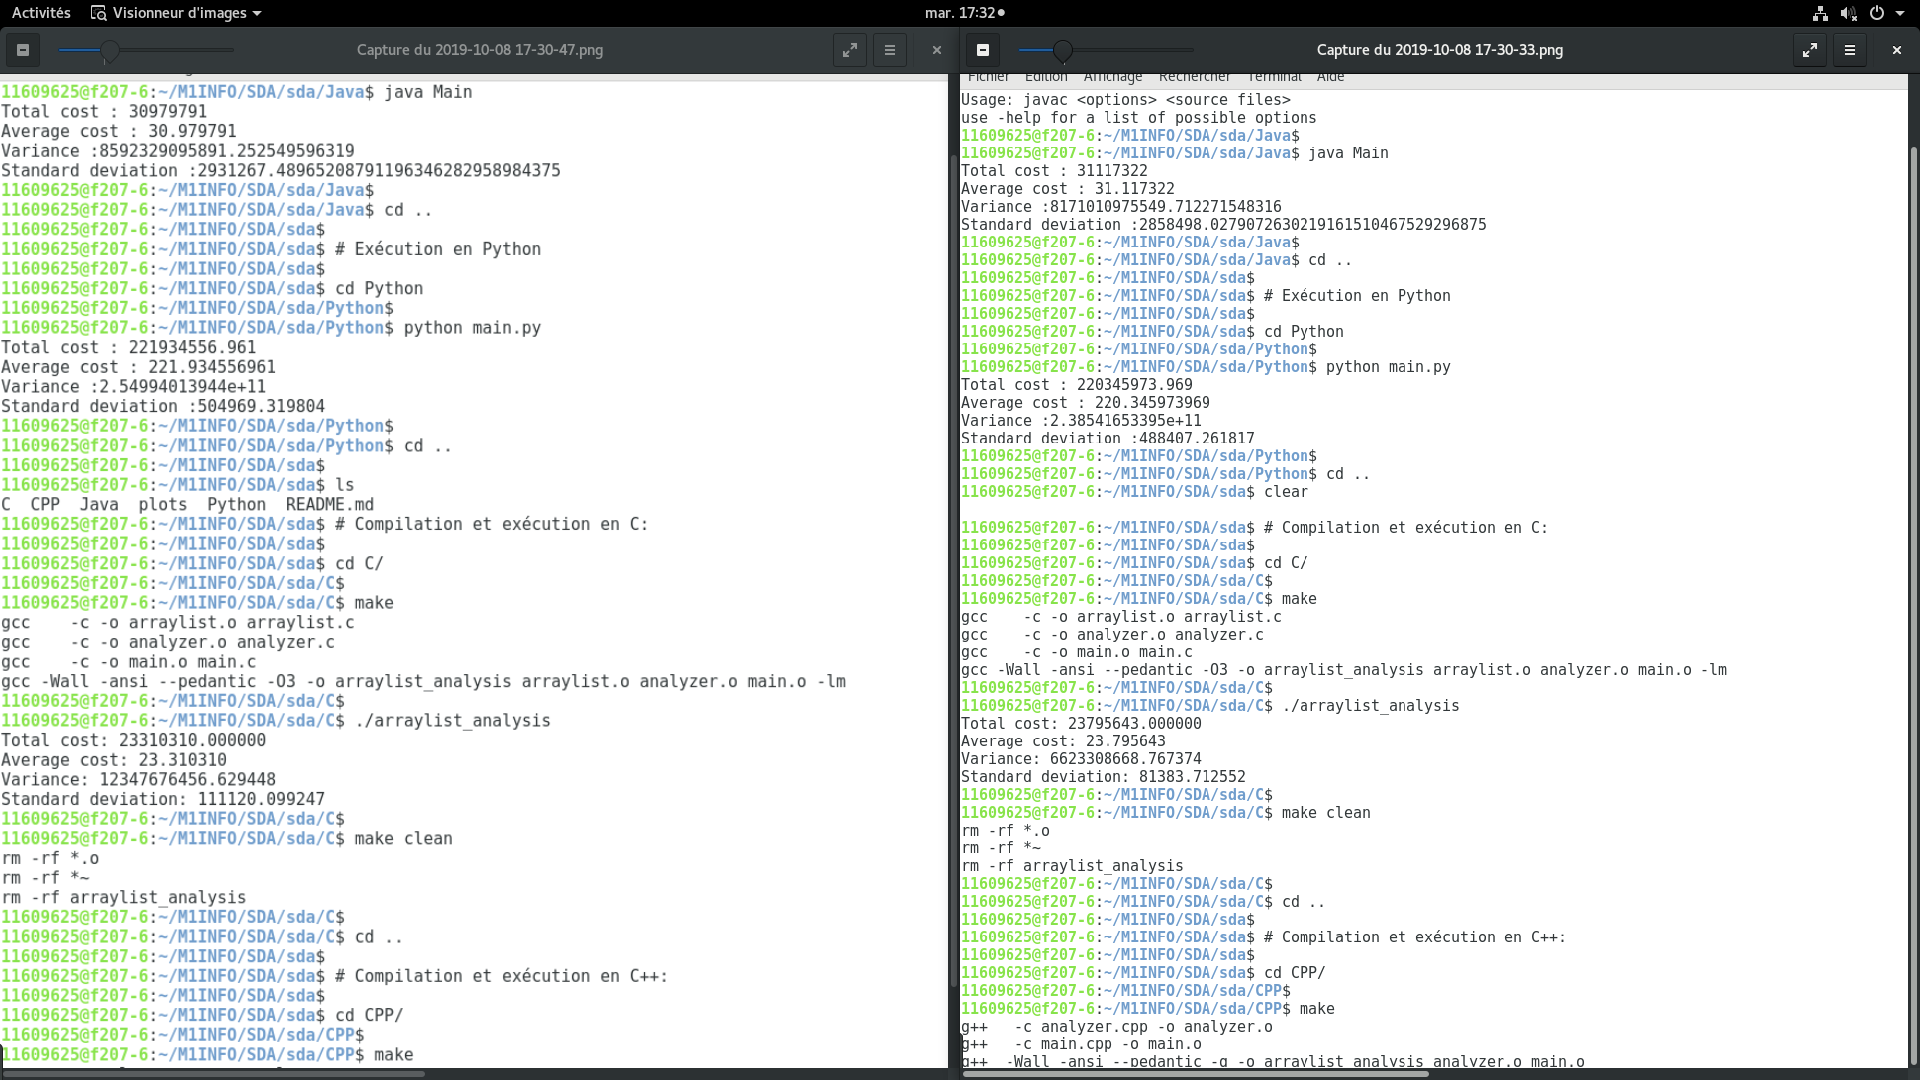 Activités Visionneur d'images mar. 17:32
Capture du 2019-10-08 17-30-47.png
11609625@f207-6:~/M1INFO/SDA/sda/Java$ java Main
Total cost : 30979791
Average cost : 30.979791
Variance :8592329095891.252549596319
Standard deviation :2931267.489652087911963462829589843​75
11609625@f207-6:~/M1INFO/SDA/sda/Java$
11609625@f207-6:~/M1INFO/SDA/sda/Java$ cd ..
11609625@f207-6:~/M1INFO/SDA/sda$
11609625@f207-6:~/M1INFO/SDA/sda$ # Exécution en Python
11609625@f207-6:~/M1INFO/SDA/sda$
11609625@f207-6:~/M1INFO/SDA/sda$ cd Python
11609625@f207-6:~/M1INFO/SDA/sda/Python$
11609625@f207-6:~/M1INFO/SDA/sda/Python$ python main.py
Total cost : 221934556.961
Average cost : 221.934556961
Variance :2.54994013944e+11
Standard deviation :504969.319804
11609625@f207-6:~/M1INFO/SDA/sda/Python$
11609625@f207-6:~/M1INFO/SDA/sda/Python$ cd ..
11609625@f207-6:~/M1INFO/SDA/sda$
11609625@f207-6:~/M1INFO/SDA/sda$ ls
C  CPP  Java  plots  Python  README.md
11609625@f207-6:~/M1INFO/SDA/sda$ # Compilation et exécution en C:
11609625@f207-6:~/M1INFO/SDA/sda$
11609625@f207-6:~/M1INFO/SDA/sda$ cd C/
11609625@f207-6:~/M1INFO/SDA/sda/C$
11609625@f207-6:~/M1INFO/SDA/sda/C$ make
gcc    -c -o arraylist.o arraylist.c
gcc    -c -o analyzer.o analyzer.c
gcc    -c -o main.o main.c
gcc -Wall -ansi --pedantic -O3 -o arraylist_analysis arraylist.o analyzer.o main.o -lm
11609625@f207-6:~/M1INFO/SDA/sda/C$
11609625@f207-6:~/M1INFO/SDA/sda/C$ ./arraylist_analysis
Total cost: 23310310.000000
Average cost: 23.310310
Variance: 12347676456.629448
Standard deviation: 111120.099247
11609625@f207-6:~/M1INFO/SDA/sda/C$
11609625@f207-6:~/M1INFO/SDA/sda/C$ make clean
rm -rf *.o
rm -rf *~
rm -rf arraylist_analysis
11609625@f207-6:~/M1INFO/SDA/sda/C$
11609625@f207-6:~/M1INFO/SDA/sda/C$ cd ..
11609625@f207-6:~/M1INFO/SDA/sda$
11609625@f207-6:~/M1INFO/SDA/sda$ # Compilation et exécution en C++:
11609625@f207-6:~/M1INFO/SDA/sda$
11609625@f207-6:~/M1INFO/SDA/sda$ cd CPP/
11609625@f207-6:~/M1INFO/SDA/sda/CPP$
11609625@f207-6:~/M1INFO/SDA/sda/CPP$ make
Capture du 2019-10-08 17-30-33.png
Fichier Édition Affichage Rechercher Terminal Aide
Usage: javac <options> <source files>
use -help for a list of possible options
11609625@f207-6:~/M1INFO/SDA/sda/Java$
11609625@f207-6:~/M1INFO/SDA/sda/Java$ java Main
Total cost : 31117322
Average cost : 31.117322
Variance :8171010975549.712271548316
Standard deviation :2858498.0279072630219161510467529296875
11609625@f207-6:~/M1INFO/SDA/sda/Java$
11609625@f207-6:~/M1INFO/SDA/sda/Java$ cd ..
11609625@f207-6:~/M1INFO/SDA/sda$
11609625@f207-6:~/M1INFO/SDA/sda$ # Exécution en Python
11609625@f207-6:~/M1INFO/SDA/sda$
11609625@f207-6:~/M1INFO/SDA/sda$ cd Python
11609625@f207-6:~/M1INFO/SDA/sda/Python$
11609625@f207-6:~/M1INFO/SDA/sda/Python$ python main.py
Total cost : 220345973.969
Average cost : 220.345973969
Variance :2.38541653395e+11
Standard deviation :488407.261817
11609625@f207-6:~/M1INFO/SDA/sda/Python$
11609625@f207-6:~/M1INFO/SDA/sda/Python$ cd ..
11609625@f207-6:~/M1INFO/SDA/sda$ clear
11609625@f207-6:~/M1INFO/SDA/sda$ # Compilation et exécution en C:
11609625@f207-6:~/M1INFO/SDA/sda$
11609625@f207-6:~/M1INFO/SDA/sda$ cd C/
11609625@f207-6:~/M1INFO/SDA/sda/C$
11609625@f207-6:~/M1INFO/SDA/sda/C$ make
gcc    -c -o arraylist.o arraylist.c
gcc    -c -o analyzer.o analyzer.c
gcc    -c -o main.o main.c
gcc -Wall -ansi --pedantic -O3 -o arraylist_analysis arraylist.o analyzer.o main.o -lm
11609625@f207-6:~/M1INFO/SDA/sda/C$
11609625@f207-6:~/M1INFO/SDA/sda/C$ ./arraylist_analysis
Total cost: 23795643.000000
Average cost: 23.795643
Variance: 6623308668.767374
Standard deviation: 81383.712552
11609625@f207-6:~/M1INFO/SDA/sda/C$
11609625@f207-6:~/M1INFO/SDA/sda/C$ make clean
rm -rf *.o
rm -rf *~
rm -rf arraylist_analysis
11609625@f207-6:~/M1INFO/SDA/sda/C$
11609625@f207-6:~/M1INFO/SDA/sda/C$ cd ..
11609625@f207-6:~/M1INFO/SDA/sda$
11609625@f207-6:~/M1INFO/SDA/sda$ # Compilation et exécution en C++:
11609625@f207-6:~/M1INFO/SDA/sda$
11609625@f207-6:~/M1INFO/SDA/sda$ cd CPP/
11609625@f207-6:~/M1INFO/SDA/sda/CPP$
11609625@f207-6:~/M1INFO/SDA/sda/CPP$ make
g++   -c analyzer.cpp -o analyzer.o
g++   -c main.cpp -o main.o
g++  -Wall -ansi --pedantic -g -o arraylist_analysis analyzer.o main.o